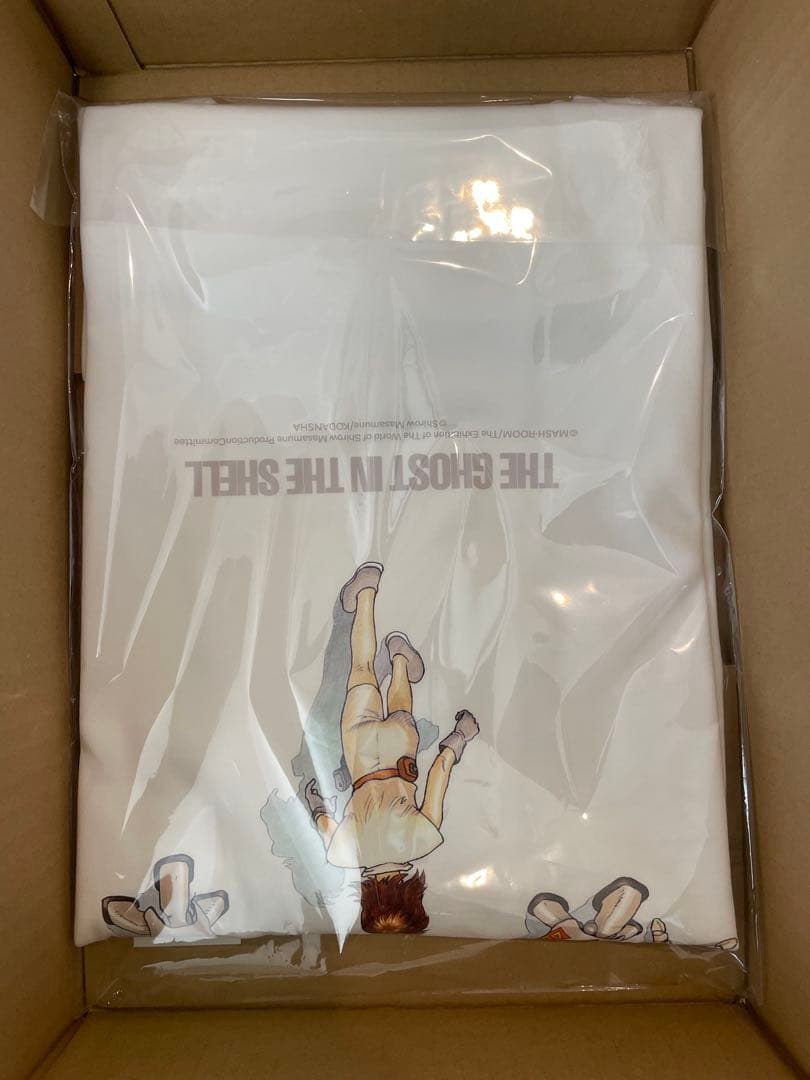 THE GHOST IN THE SHELL
©MASH-ROOM/The Exhibition of The World of Shirow Masamune ProductionCommittee
©Shirow Masamune/KODANSHA